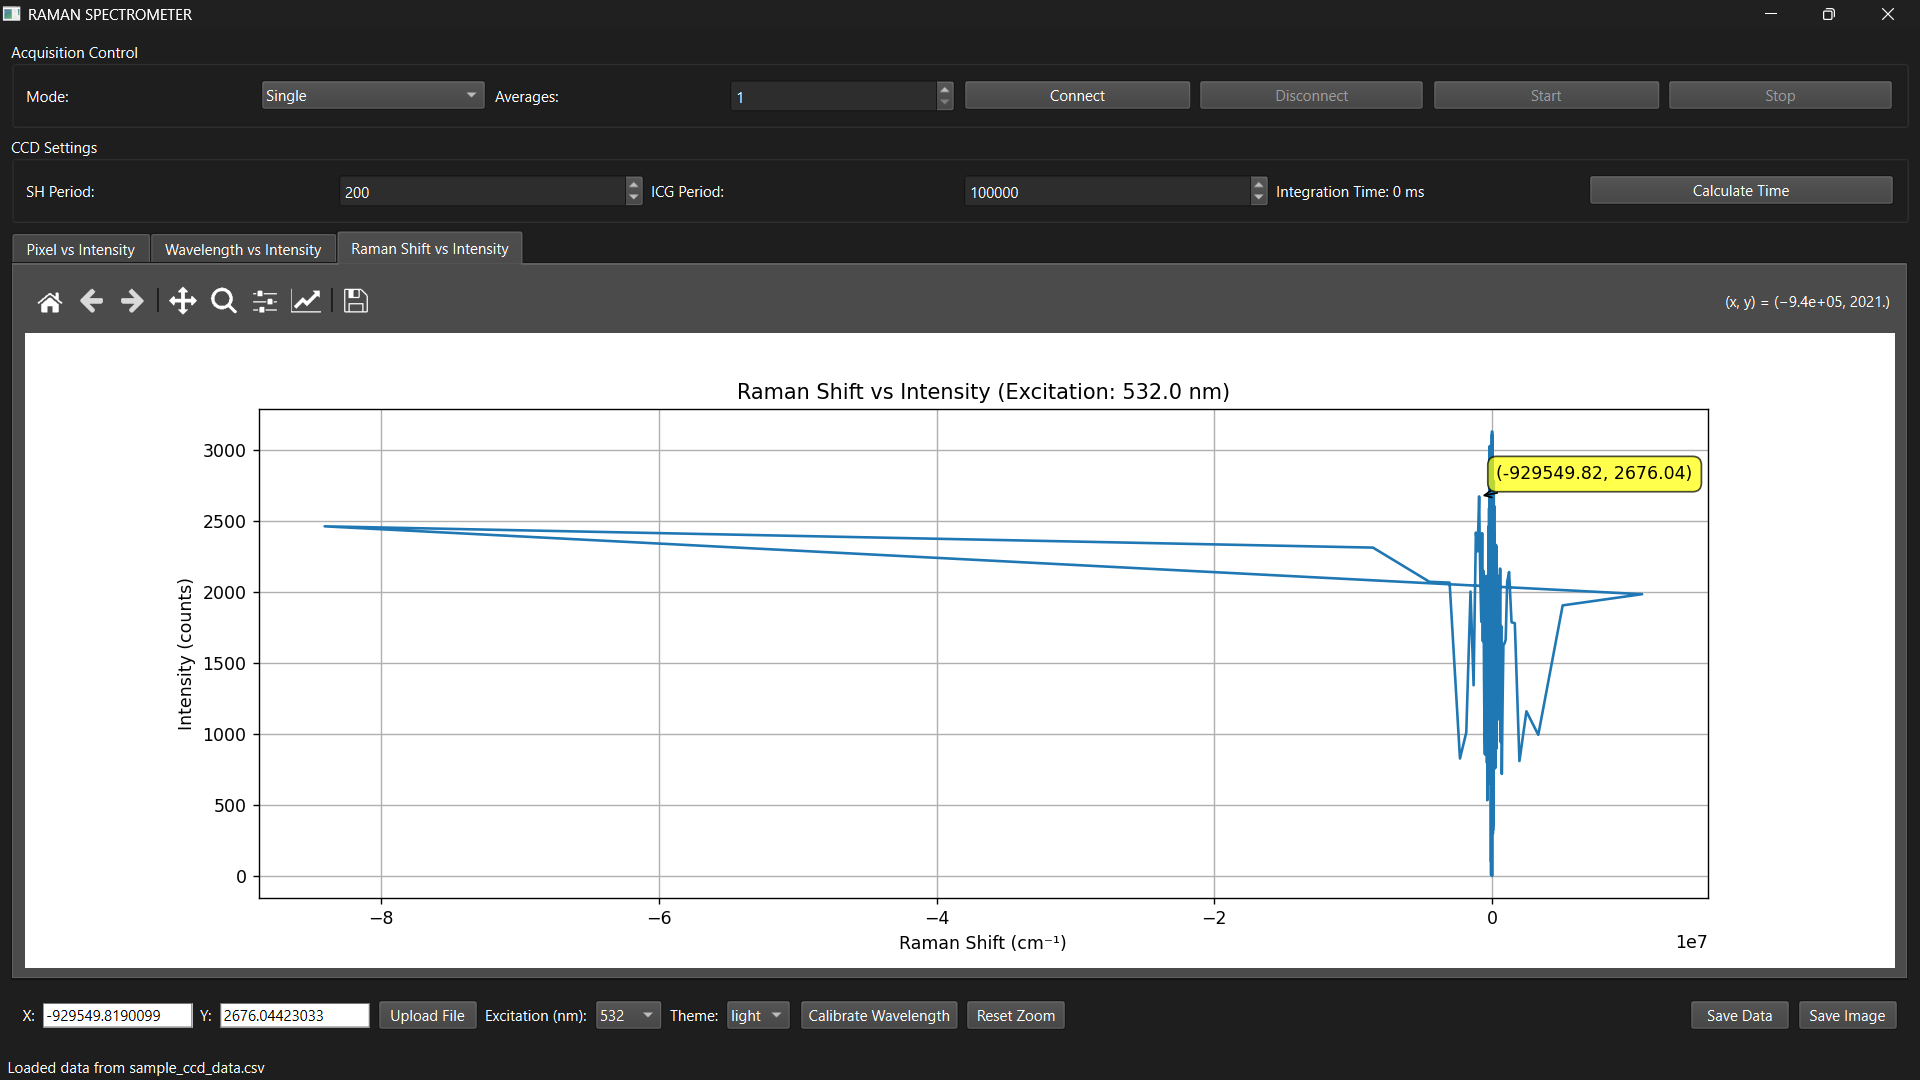 RAMAN SPECTROMETER
Acquisition Control
Mode: Single Averages: 1 Connect Disconnect Start Stop
CCD Settings
SH Period: 200 ICG Period: 100000 Integration Time: 0 ms Calculate Time
Pixel vs Intensity Wavelength vs Intensity Raman Shift vs Intensity
(x, y) = (−9.4e+05, 2021.)
Raman Shift vs Intensity (Excitation: 532.0 nm)
3000
(-929549.82, 2676.04)
2500
2000
1500
1000
500
0
Intensity (counts)
−8 −6 −4 −2 0
Raman Shift (cm⁻¹) 1e7
X: -929549.8190099 Y: 2676.04423033 Upload File Excitation (nm): 532 Theme: light Calibrate Wavelength Reset Zoom Save Data Save Image
Loaded data from sample_ccd_data.csv